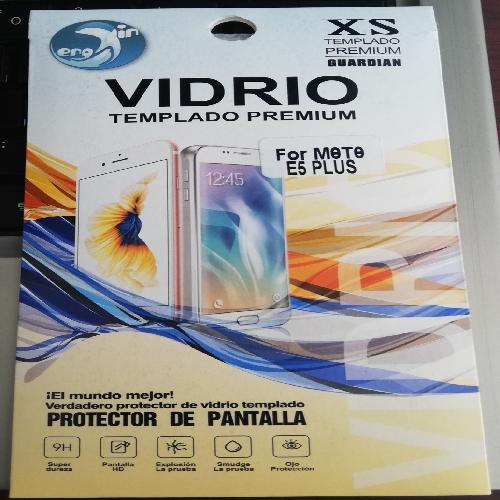 ergo
in
XS
TEMPLADO
PREMIUM
GUARDIAN
VIDRIO
TEMPLADO PREMIUM
For MOTO
E5 PLUS
12:45
¡El mundo mejor!
Verdadero protector de vidrio templado
PROTECTOR DE PANTALLA
9H
Super
dureza
Pantalla
HD
Explosión
La prueba
Smudge
La prueba
Ojo
Protección